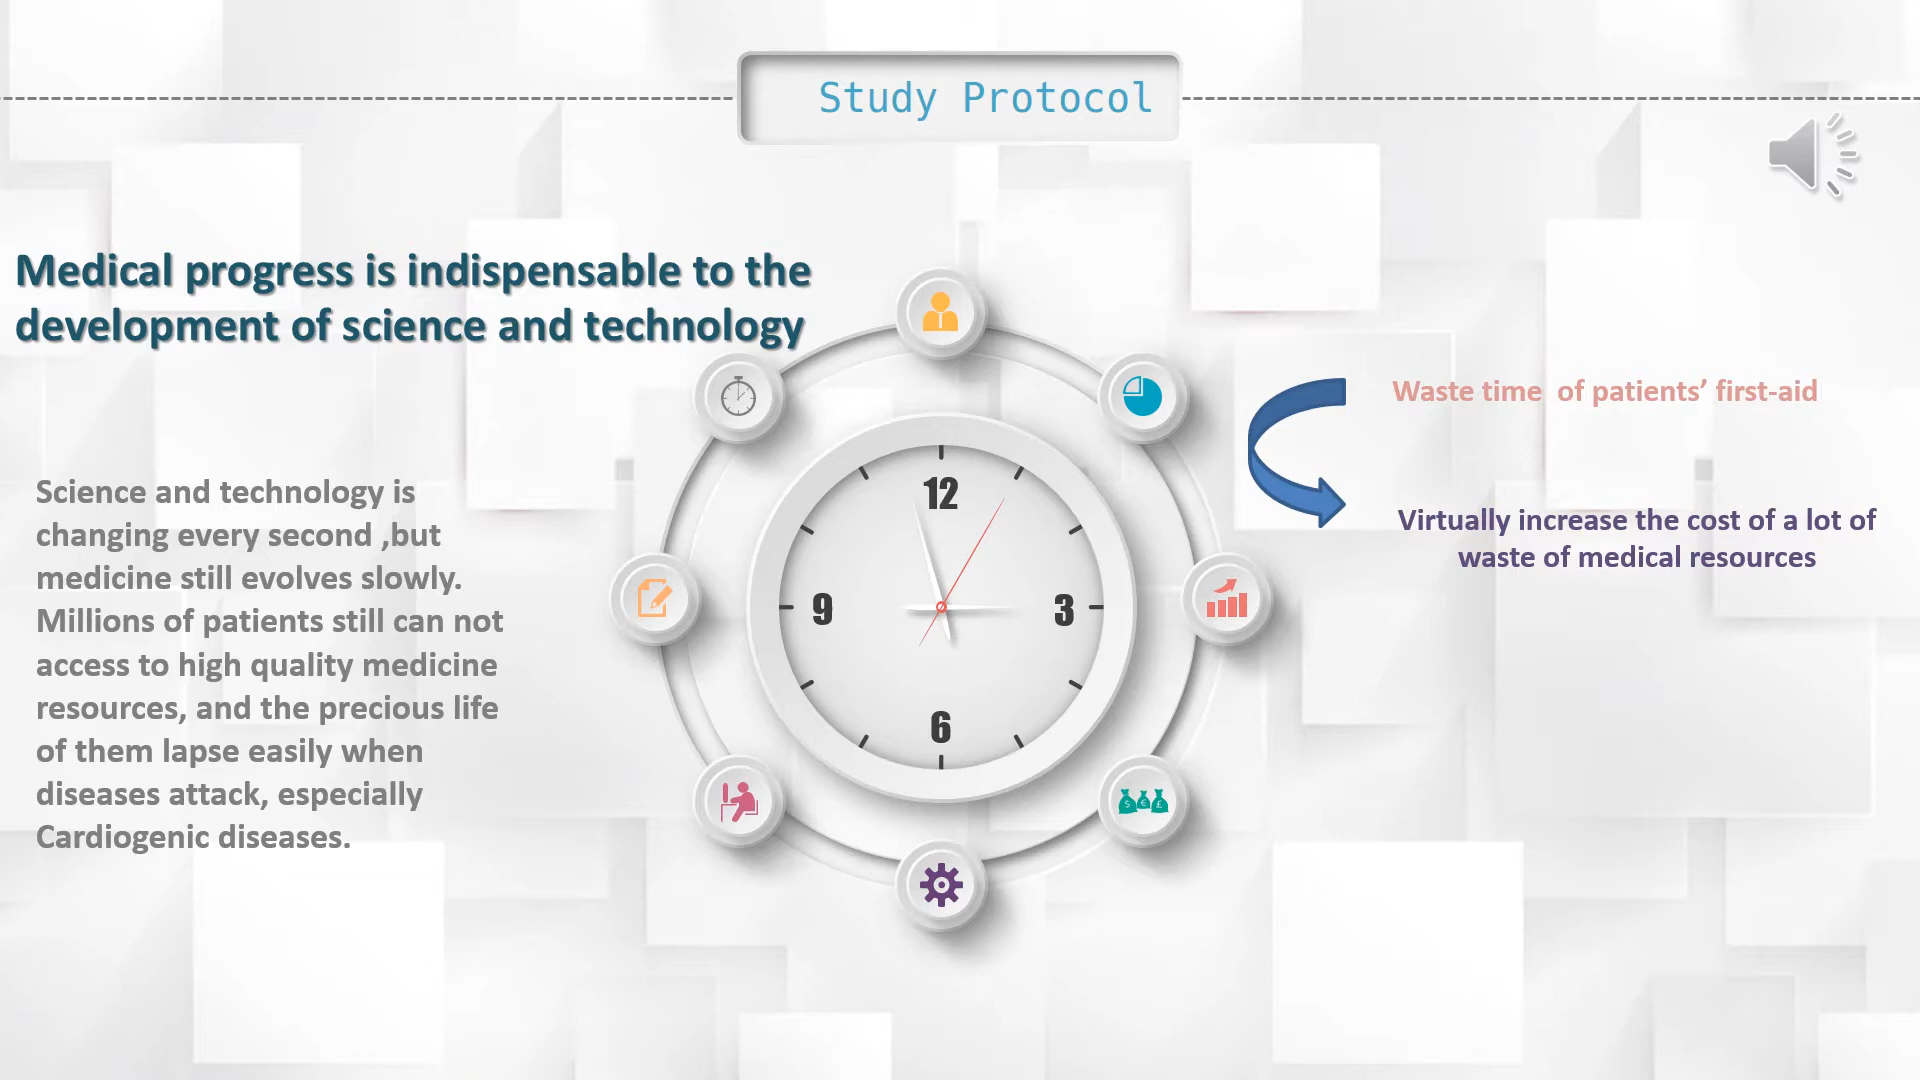 Study Protocol
Medical progress is indispensable to the
development of science and technology
Science and technology is
changing every second ,but
medicine still evolves slowly.
Millions of patients still can not
access to high quality medicine
resources, and the precious life
of them lapse easily when
diseases attack, especially
Cardiogenic diseases.
12
9
3
6
$ € £
Waste time  of patients’ first-aid
Virtually increase the cost of a lot of
waste of medical resources